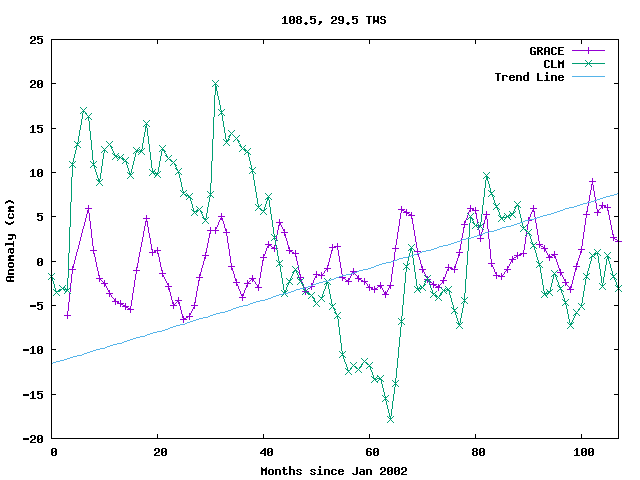 108.5, 29.5 TWS
GRACE
CLM
Trend Line
25
20
15
10
5
0
-5
-10
-15
-20
Anomaly (cm)
0 20 40 60 80 100
Months since Jan 2002